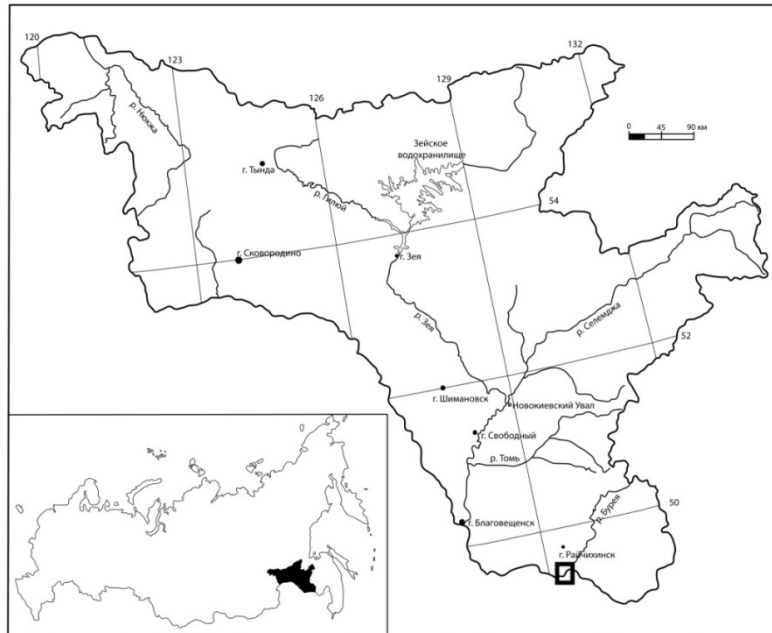 120
123
126
129
132
0 45 90 км
р. Нюкжа
г. Тында
Зейское
водохранилище
р. Гилюй
54
г. Сковородино
г. Зея
р. Зея
р. Селемджа
52
г. Шимановск
Новокиевский Увал
г. Свободный
р. Томь
50
р. Бурея
г. Благовещенск
г. Райчихинск